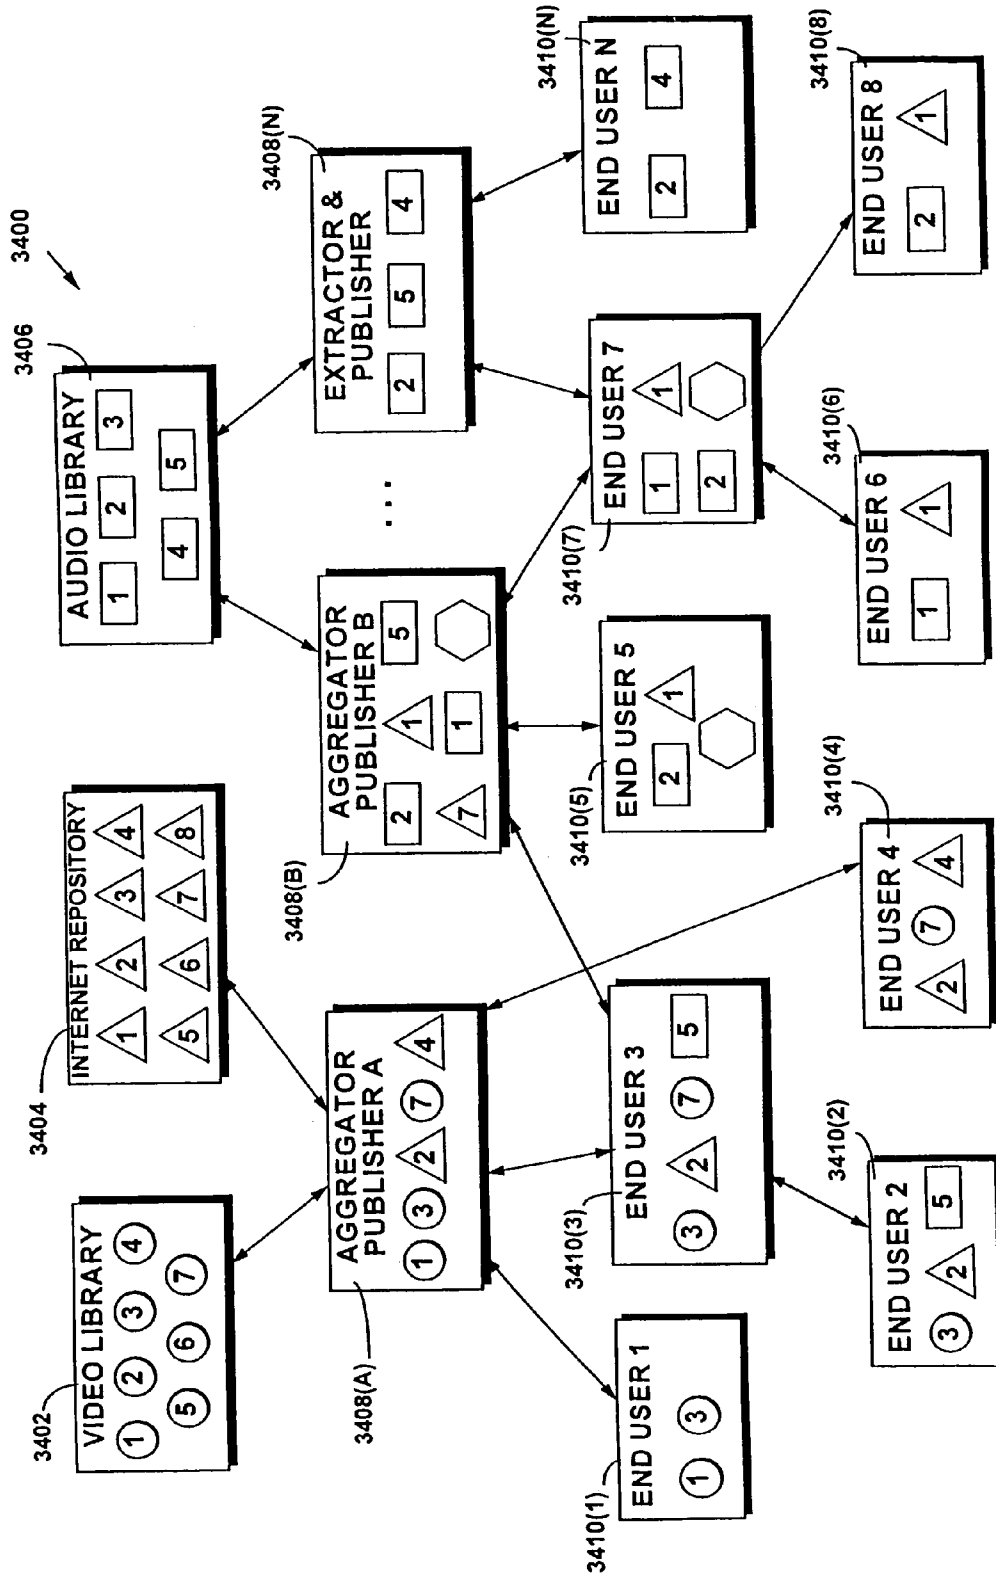 3400
3402
VIDEO LIBRARY
1 2 3 4
5 6 7
3404
INTERNET REPOSITORY
1 2 3 4
5 6 7 8
3406
AUDIO LIBRARY
1 2 3
4 5
3408(A)
AGGREGATOR
PUBLISHER A
1 3 2 7 4
3408(B)
AGGREGATOR
PUBLISHER B
2 1 5
7 1
...
3408(N)
EXTRACTOR &
PUBLISHER
2 5 4
3410(1)
END USER 1
1 3
3410(3)
END USER 3
3 2 7 5
3410(5)
END USER 5
2 1
3410(7)
END USER 7
1 1
2
3410(N)
END USER N
2 4
3410(2)
END USER 2
3 2 5
3410(4)
END USER 4
2 7 4
3410(6)
END USER 6
1 1
3410(8)
END USER 8
2 1